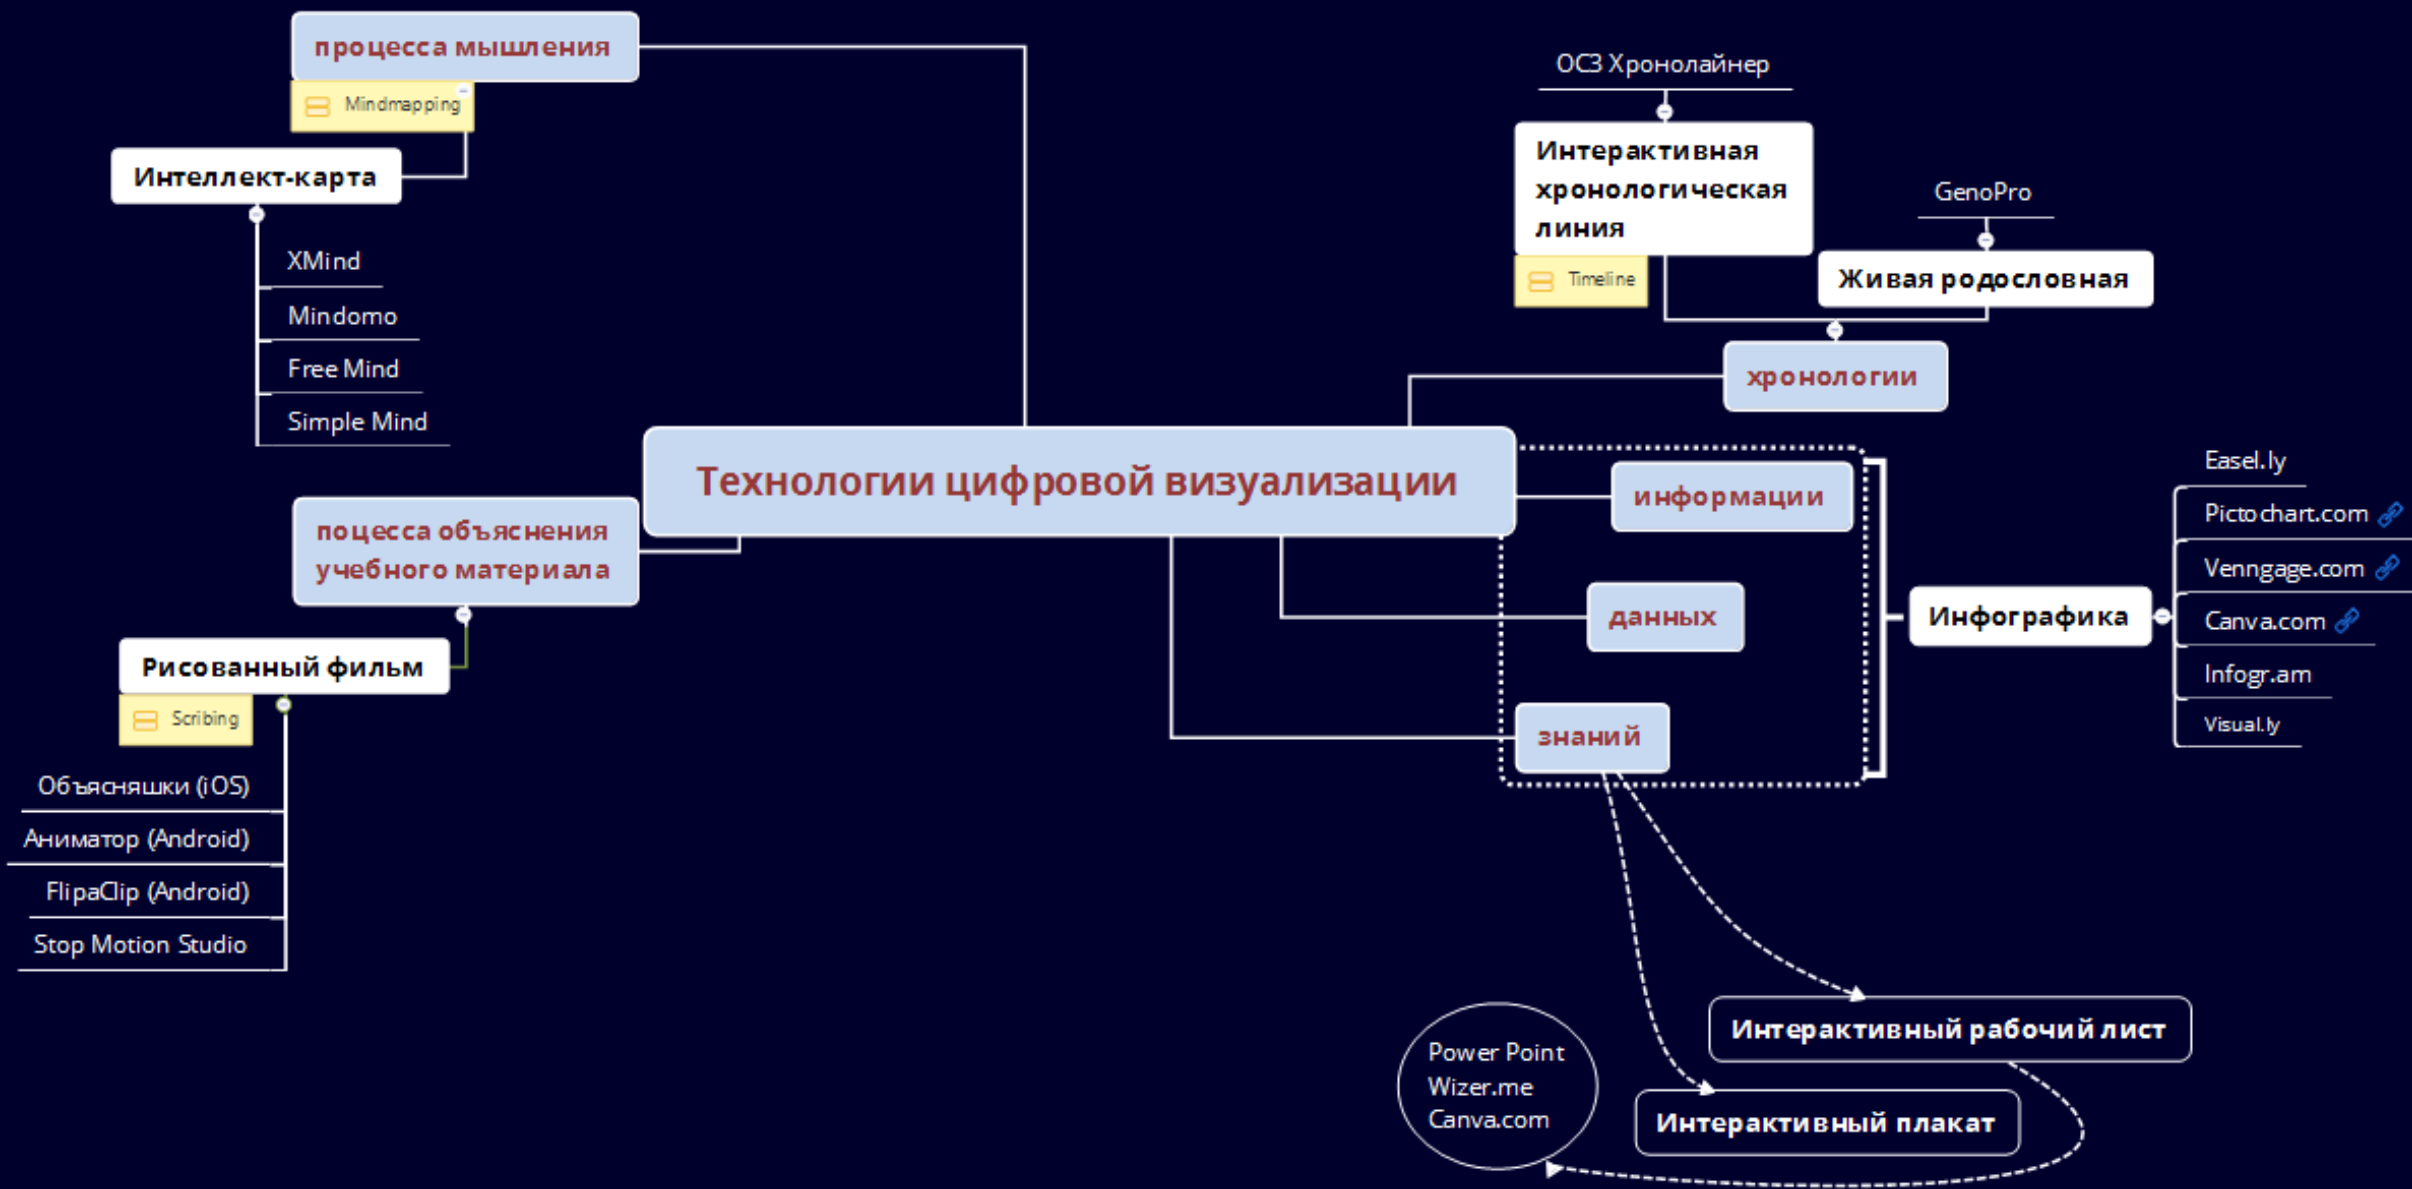 процесса мышления
Mindmapping
Интеллект-карта
XMind
Mindomo
Free Mind
Simple Mind
ОСЗ Хронолайнер
Интерактивная
хронологическая
линия
Timeline
GenoPro
Живая родословная
хронологии
Технологии цифровой визуализации
поцесса объяснения
учебного материала
Рисованный фильм
Scribing
Объясняшки (iOS)
Аниматор (Android)
FlipaClip (Android)
Stop Motion Studio
информации
данных
знаний
Инфографика
Easel.ly
Pictochart.com
Venngage.com
Canva.com
Infogr.am
Visual.ly
Интерактивный рабочий лист
Интерактивный плакат
Power Point
Wizer.me
Canva.com